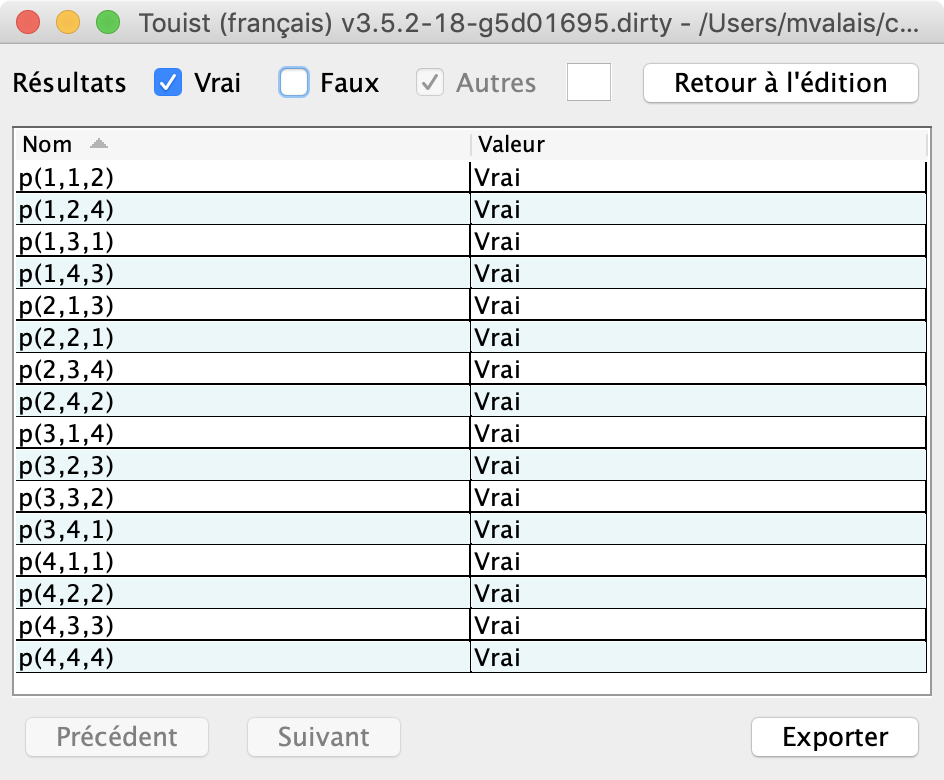 Touist (français) v3.5.2-18-g5d01695.dirty - /Users/mvalais/c...
Résultats Vrai Faux Autres Retour à l'édition
Nom Valeur
p(1,1,2) Vrai
p(1,2,4) Vrai
p(1,3,1) Vrai
p(1,4,3) Vrai
p(2,1,3) Vrai
p(2,2,1) Vrai
p(2,3,4) Vrai
p(2,4,2) Vrai
p(3,1,4) Vrai
p(3,2,3) Vrai
p(3,3,2) Vrai
p(3,4,1) Vrai
p(4,1,1) Vrai
p(4,2,2) Vrai
p(4,3,3) Vrai
p(4,4,4) Vrai
Précédent Suivant Exporter